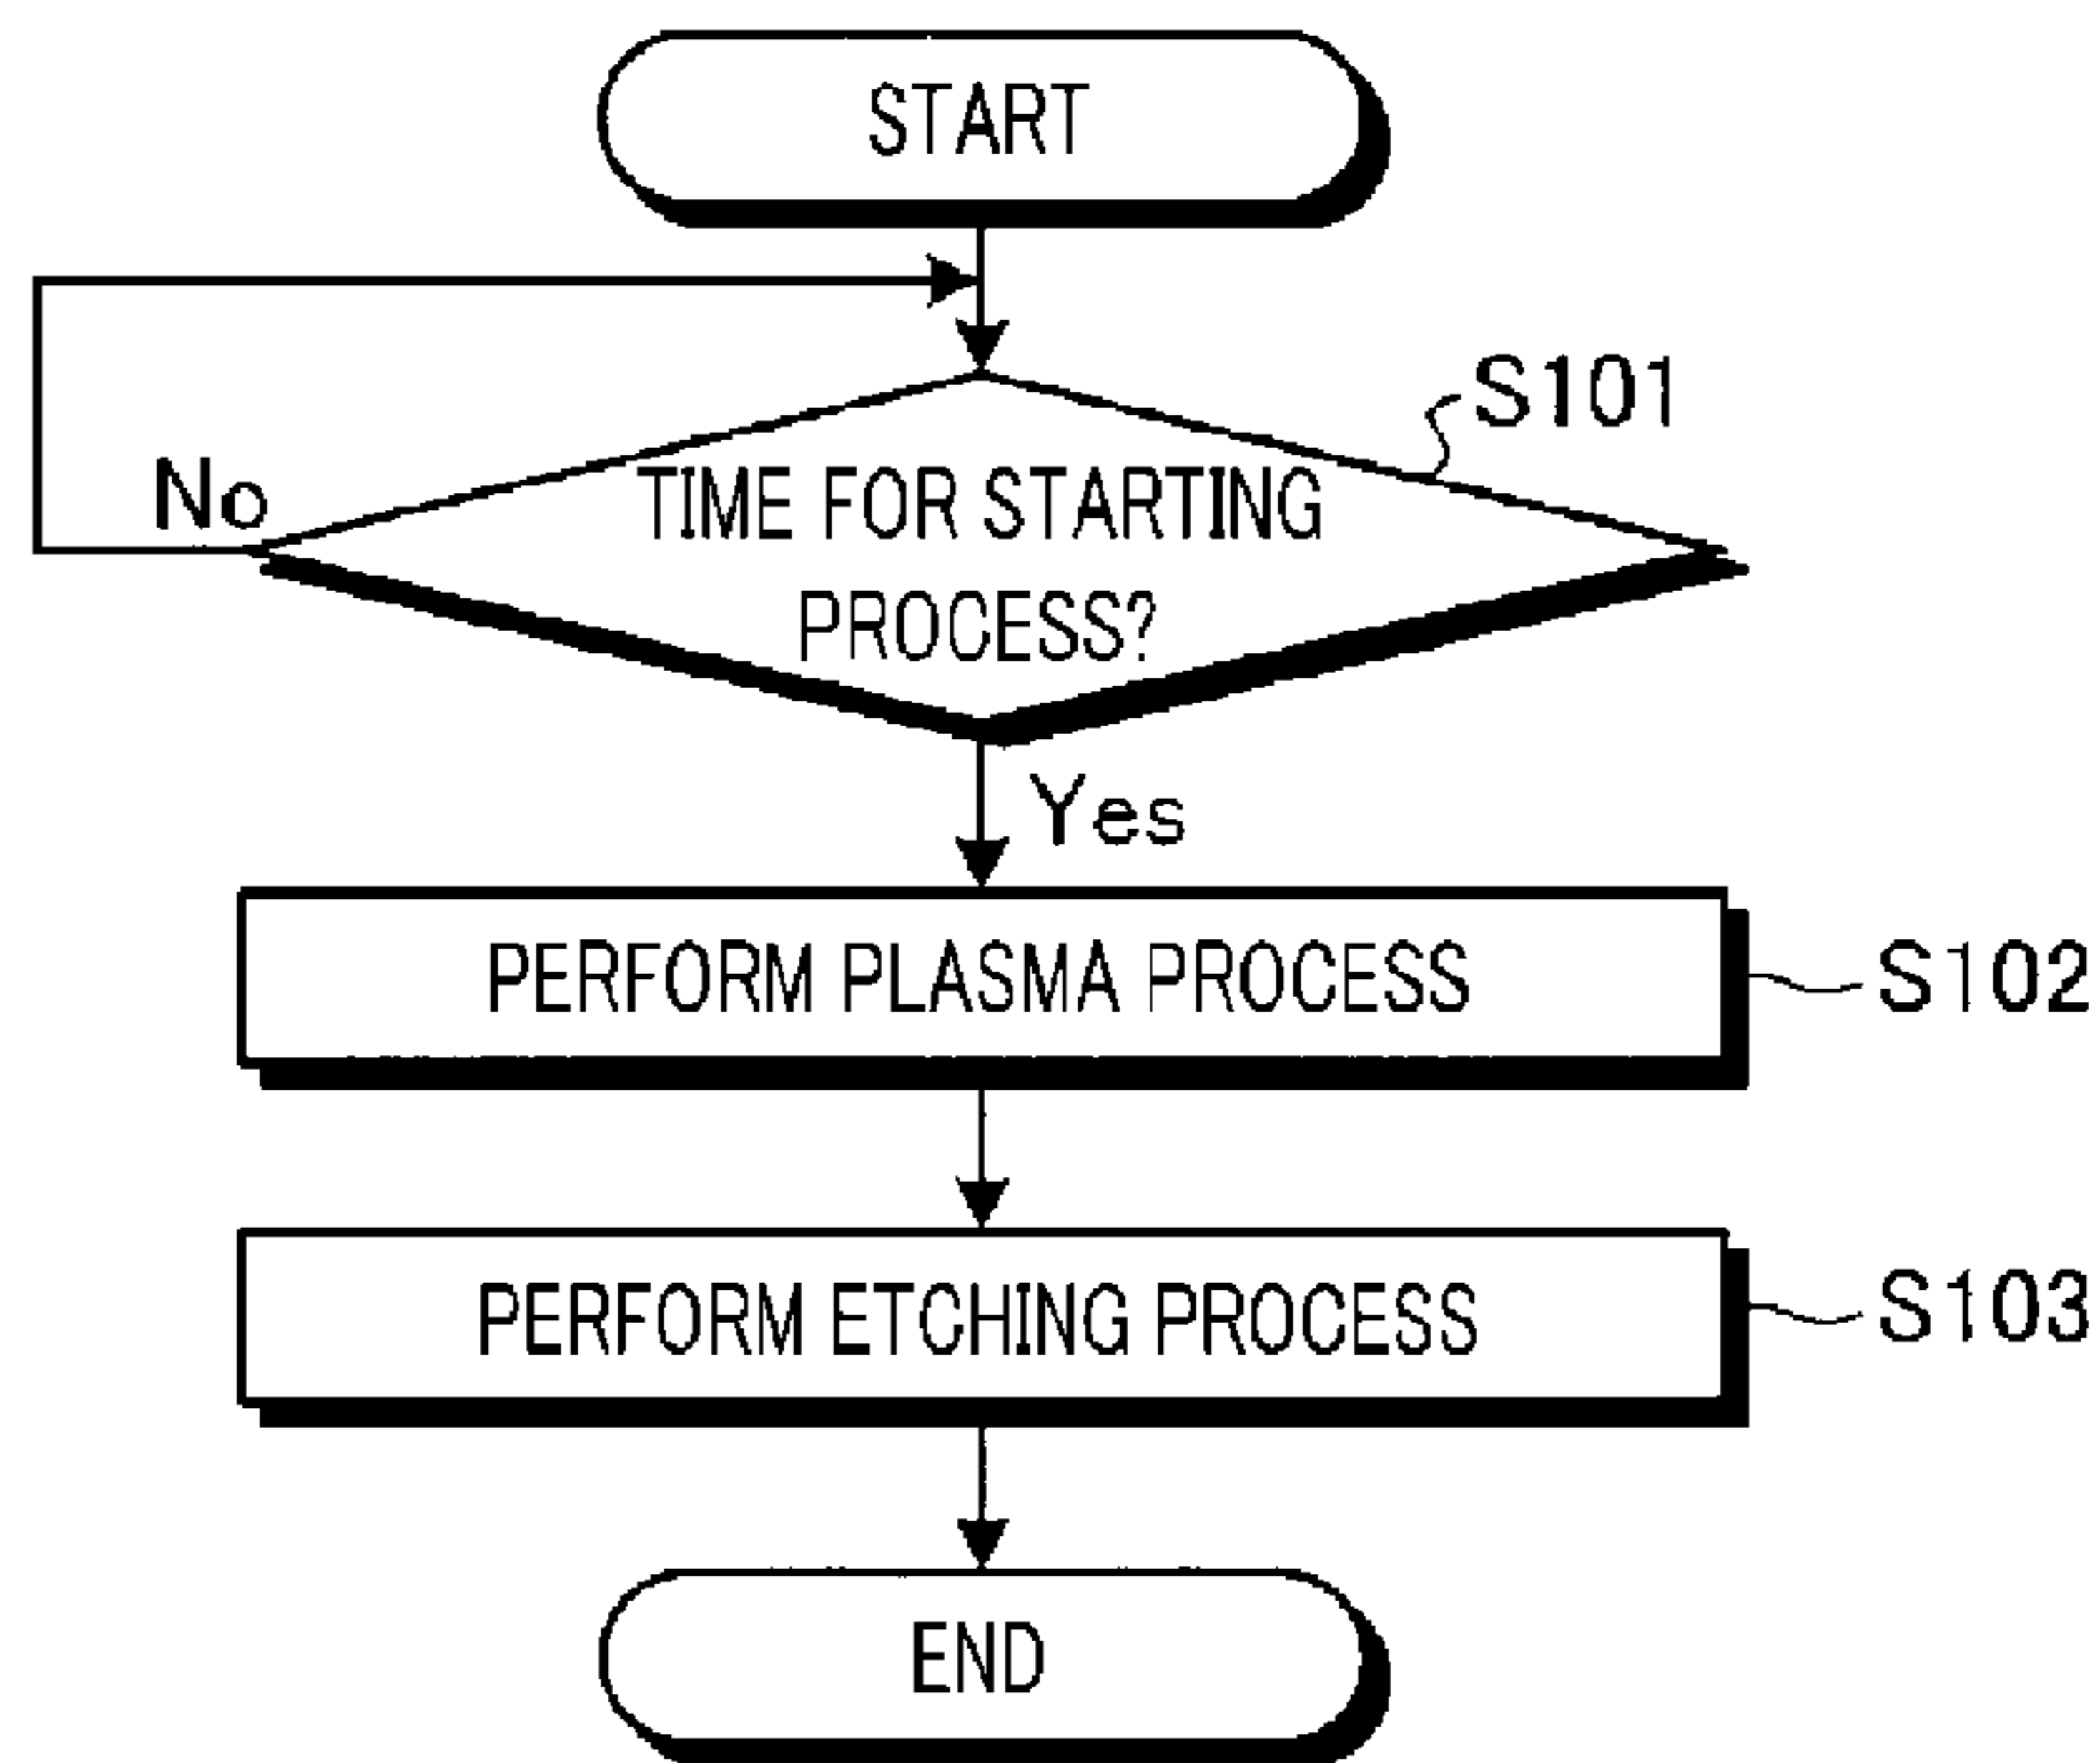 START
S101
No
TIME FOR STARTING
PROCESS?
Yes
PERFORM PLASMA PROCESS
S102
PERFORM ETCHING PROCESS
S103
END